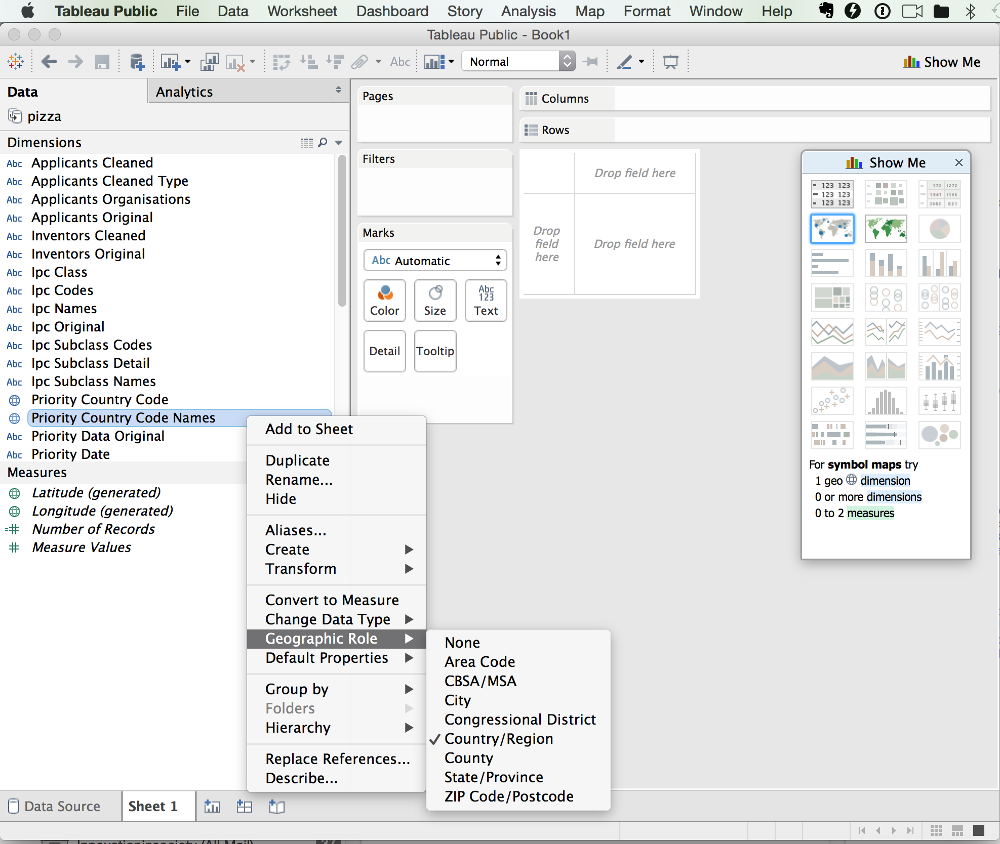 Tableau Public File Data Worksheet Dashboard Story Analysis Map Format Window Help
Tableau Public - Book1
Abc Normal Show Me
Data Analytics
pizza
Dimensions
Abc Applicants Cleaned
Abc Applicants Cleaned Type
Abc Applicants Organisations
Abc Applicants Original
Abc Inventors Cleaned
Abc Inventors Original
Abc Ipc Class
Abc Ipc Codes
Abc Ipc Names
Abc Ipc Original
Abc Ipc Subclass Codes
Abc Ipc Subclass Detail
Abc Ipc Subclass Names
Priority Country Code
Priority Country Code Names
Abc Priority Data Original
Abc Priority Date
Measures
Latitude (generated)
Longitude (generated)
=# Number of Records
# Measure Values
Pages
Filters
Marks
Abc Automatic
Color Size Abc 123 Text
Detail Tooltip
Columns
Rows
Drop field here
Drop
field
here
Drop field here
Show Me
123 123
123 123
123 123
For symbol maps try
1 geo dimension
0 or more dimensions
0 to 2 measures
Add to Sheet
Duplicate
Rename...
Hide
Aliases...
Create
Transform
Convert to Measure
Change Data Type
Geographic Role
Default Properties
Group by
Folders
Hierarchy
Replace References...
Describe...
None
Area Code
CBSA/MSA
City
Congressional District
Country/Region
County
State/Province
ZIP Code/Postcode
Data Source Sheet 1